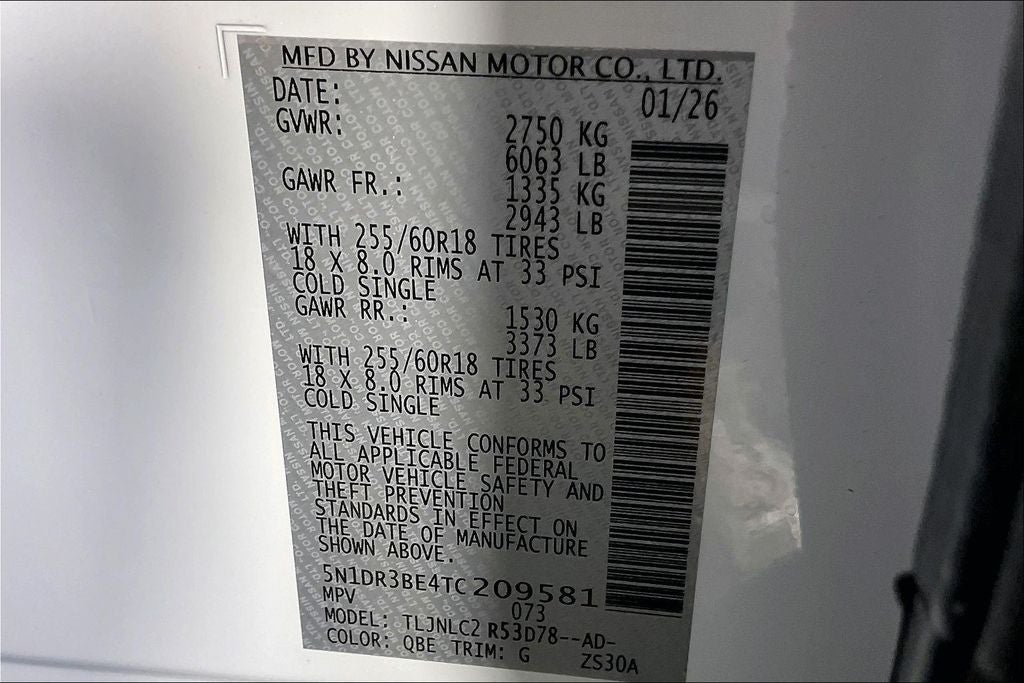 MFD BY NISSAN MOTOR CO., LTD.
DATE: 01/26
GVWR: 2750 KG
6063 LB
GAWR FR.: 1335 KG
2943 LB
WITH 255/60R18 TIRES
18 X 8.0 RIMS AT 33 PSI
COLD SINGLE
GAWR RR.: 1530 KG
3373 LB
WITH 255/60R18 TIRES
18 X 8.0 RIMS AT 33 PSI
COLD SINGLE
THIS VEHICLE CONFORMS TO
ALL APPLICABLE FEDERAL
MOTOR VEHICLE SAFETY AND
THEFT PREVENTION
STANDARDS IN EFFECT ON
THE DATE OF MANUFACTURE
SHOWN ABOVE.
5N1DR3BE4TC209581
MPV 073
MODEL: TLJNLC2 R53D78--AD-
COLOR: QBE TRIM: G ZS30A